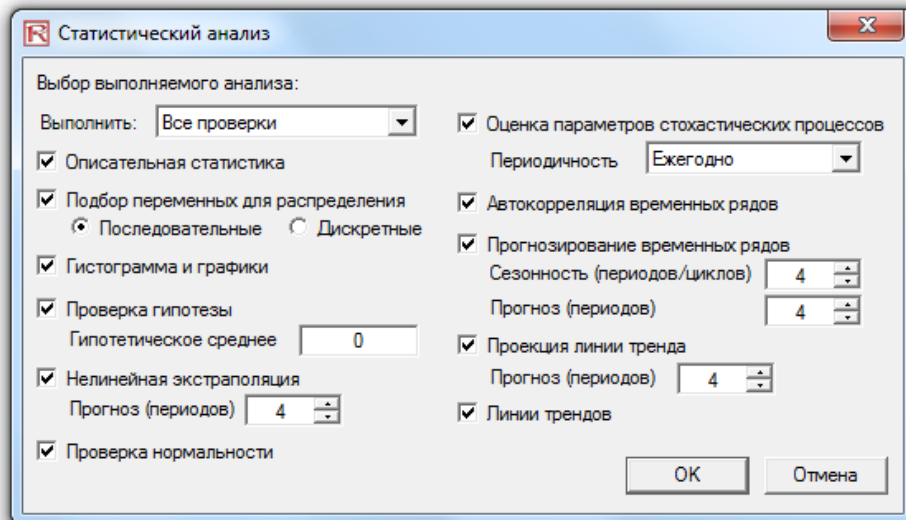 Статистический анализ
Выбор выполняемого анализа:
Выполнить: Все проверки
Описательная статистика
Подбор переменных для распределения
Последовательные Дискретные
Гистограмма и графики
Проверка гипотезы
Гипотетическое среднее 0
Нелинейная экстраполяция
Прогноз (периодов) 4
Проверка нормальности
Оценка параметров стохастических процессов
Периодичность Ежегодно
Автокорреляция временных рядов
Прогнозирование временных рядов
Сезонность (периодов/циклов) 4
Прогноз (периодов) 4
Проекция линии тренда
Прогноз (периодов) 4
Линии трендов
OK Отмена